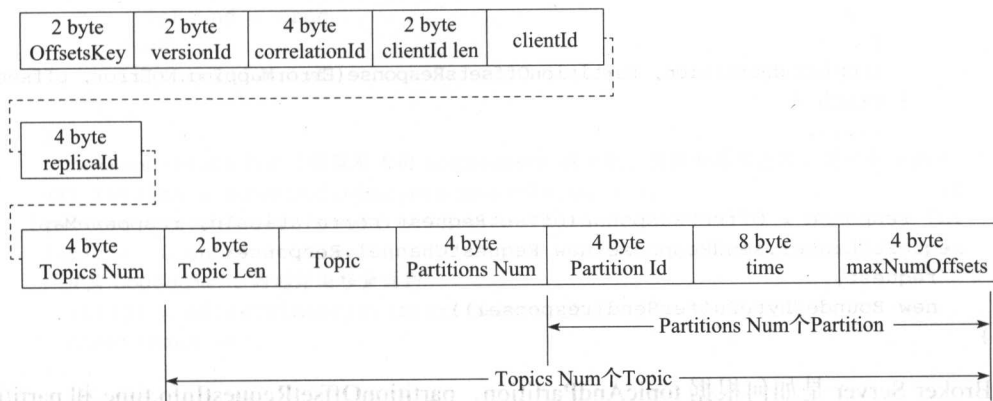 2 byte OffsetsKey
2 byte versionId
4 byte correlationId
2 byte clientId len
clientId
4 byte replicaId
4 byte Topics Num
2 byte Topic Len
Topic
4 byte Partitions Num
4 byte Partition Id
8 byte time
4 byte maxNumOffsets
Partitions Num个Partition
Topics Num个Topic